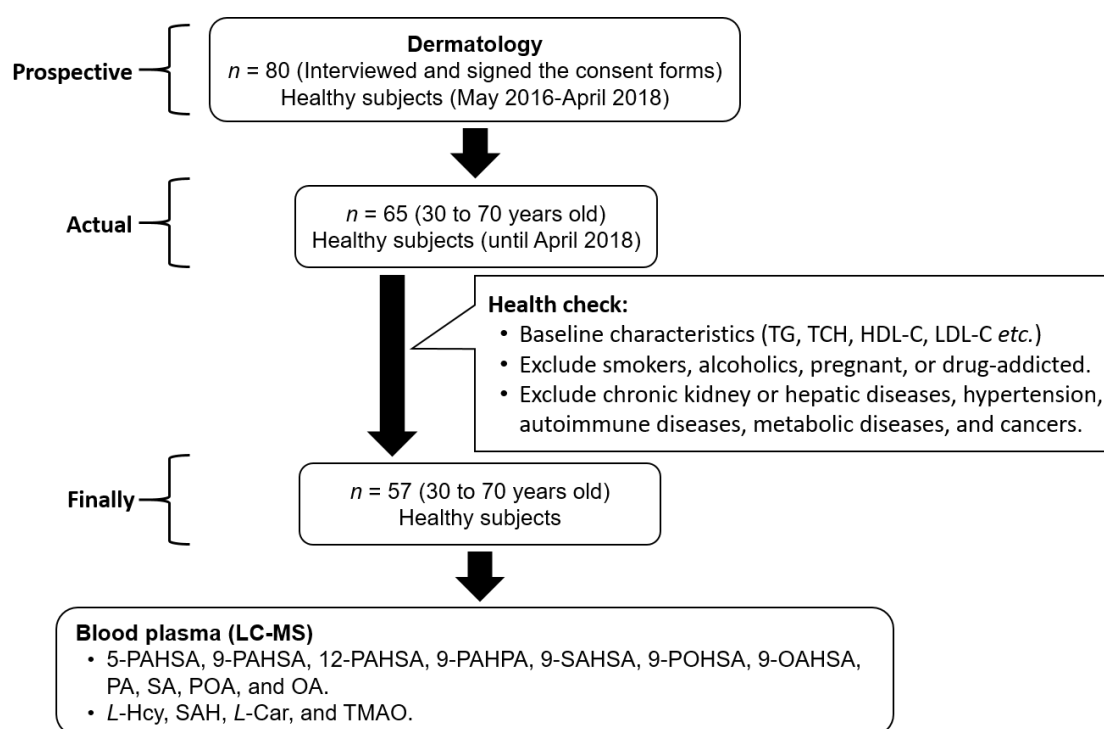 Prospective
Dermatology
n = 80 (Interviewed and signed the consent forms)
Healthy subjects (May 2016-April 2018)
Actual
n = 65 (30 to 70 years old)
Healthy subjects (until April 2018)
Health check:
• Baseline characteristics (TG, TCH, HDL-C, LDL-C etc.)
• Exclude smokers, alcoholics, pregnant, or drug-addicted.
• Exclude chronic kidney or hepatic diseases, hypertension,
autoimmune diseases, metabolic diseases, and cancers.
Finally
n = 57 (30 to 70 years old)
Healthy subjects
Blood plasma (LC-MS)
• 5-PAHSA, 9-PAHSA, 12-PAHSA, 9-PAHPA, 9-SAHSA, 9-POHSA, 9-OAHSA,
PA, SA, POA, and OA.
• L-Hcy, SAH, L-Car, and TMAO.